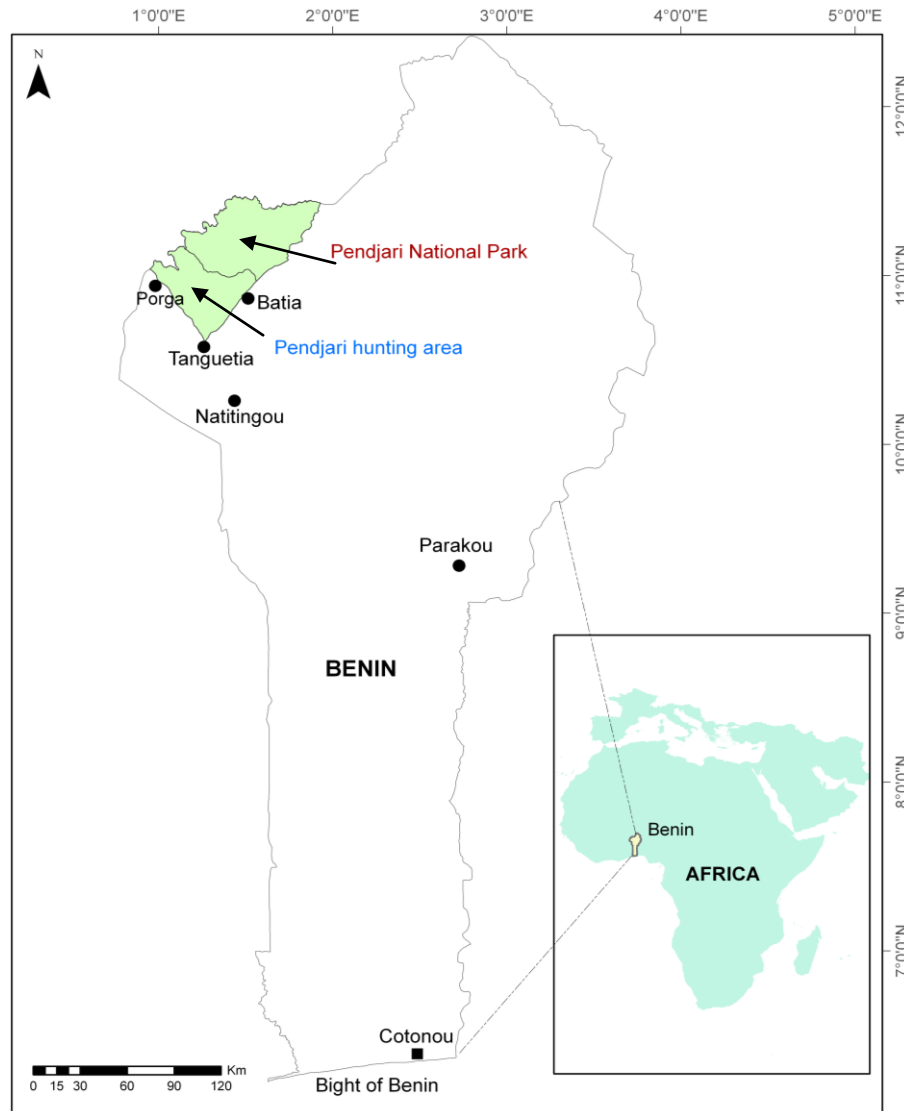 1°0'0"E
2°0'0"E
3°0'0"E
4°0'0"E
5°0'0"E
N
12°0'0"N
Pendjari National Park
11°0'0"N
Porga
Batia
Pendjari hunting area
Tanguetia
Natitingou
10°0'0"N
Parakou
9°0'0"N
BENIN
8°0'0"N
Benin
AFRICA
7°0'0"N
Cotonou
Km
0 15 30 60 90 120
Bight of Benin